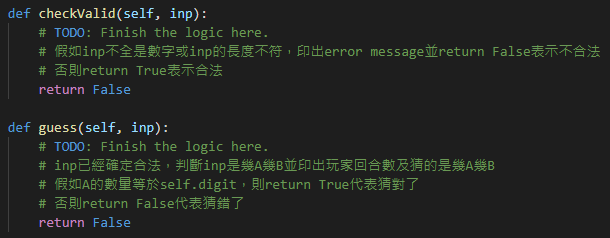 def checkValid(self, inp):
    # TODO: Finish the logic here.
    # 假如inp不全是數字或inp的長度不符，印出error message並return False表示不合法
    # 否則return True表示合法
    return False

def guess(self, inp):
    # TODO: Finish the logic here.
    # inp已經確定合法，判斷inp是幾A幾B並印出玩家回合數及猜的是幾A幾B
    # 假如A的數量等於self.digit，則return True代表猜對了
    # 否則return False代表猜錯了
    return False